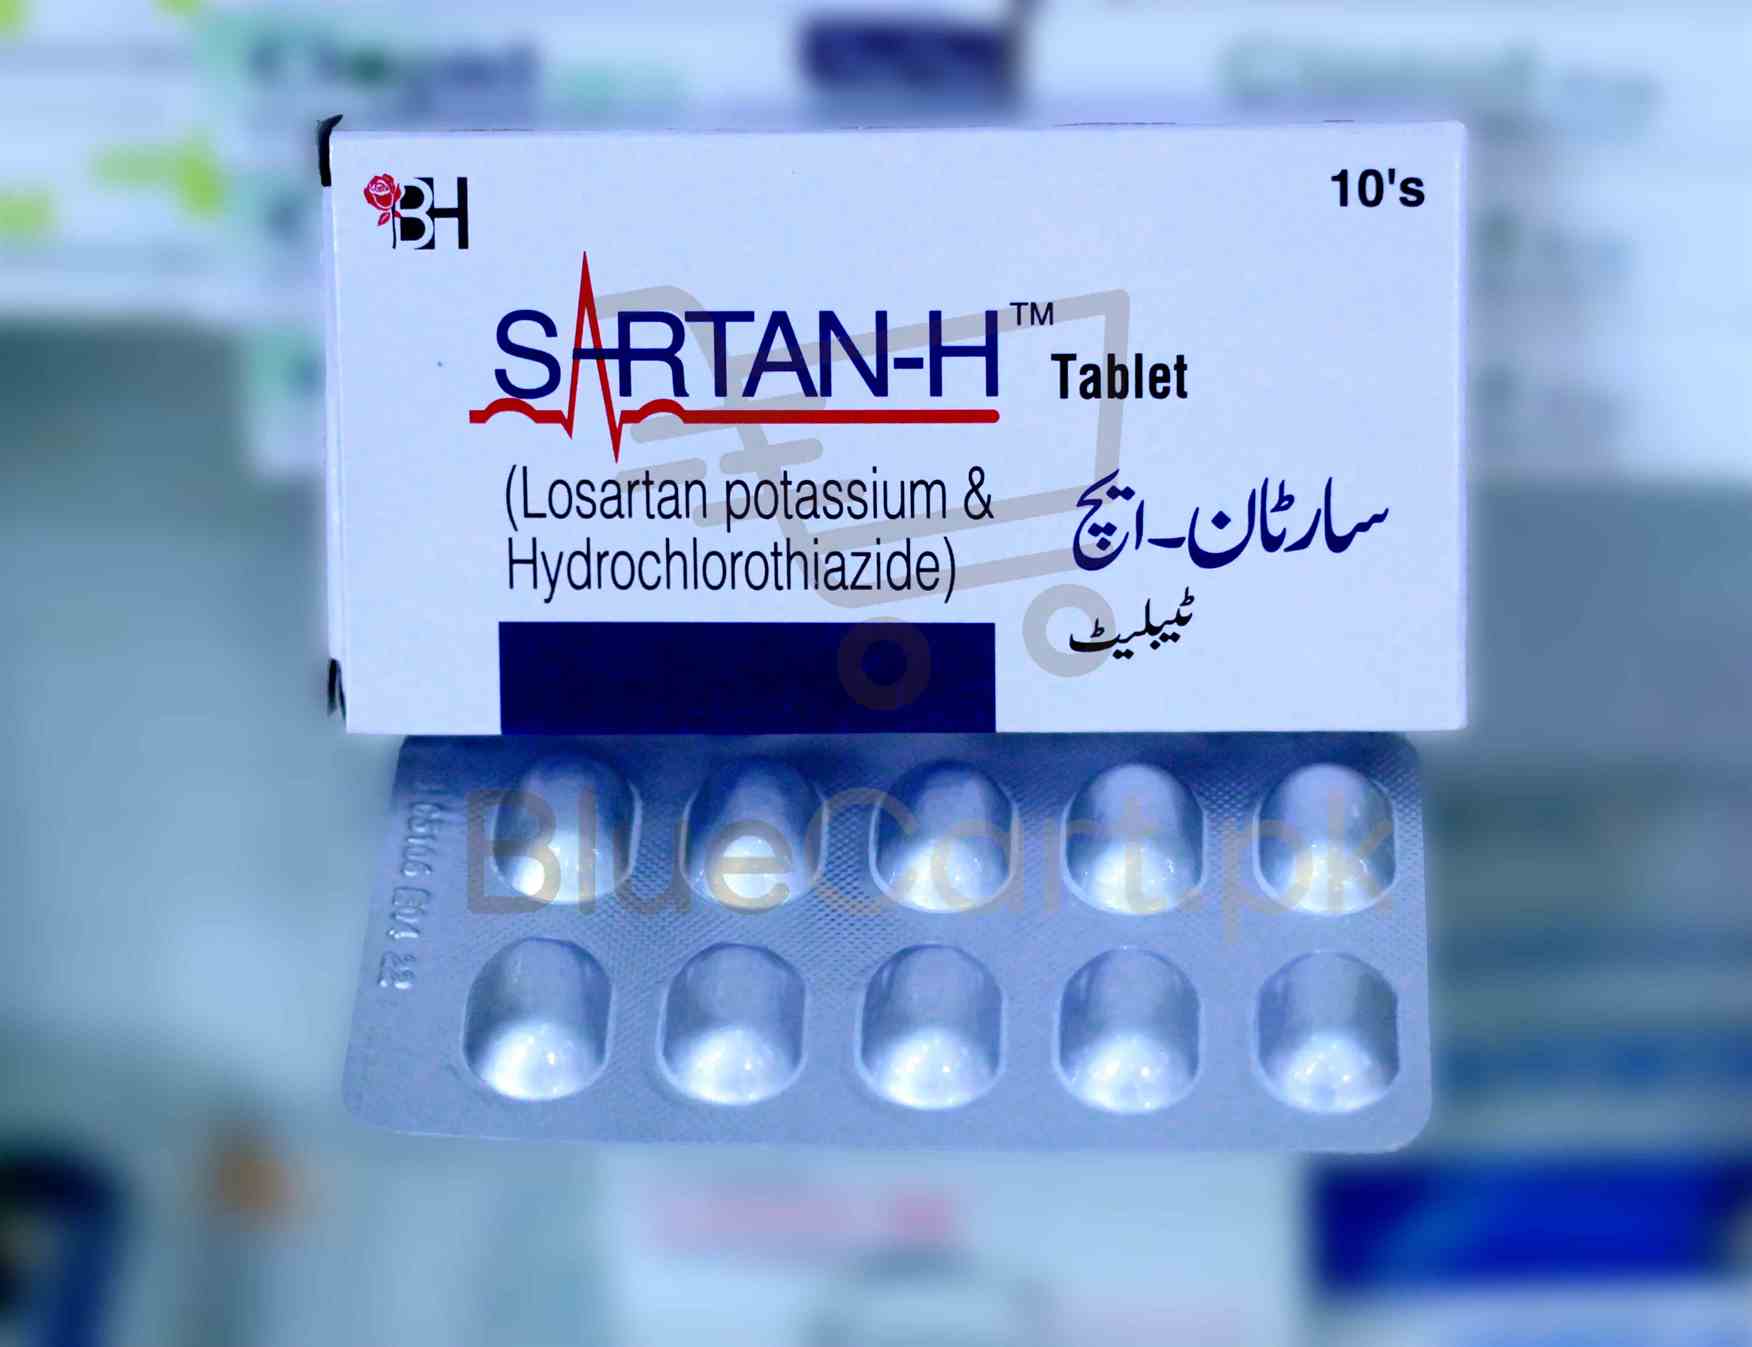 BH
10's
SARTAN-H™ Tablet
(Losartan potassium &
Hydrochlorothiazide)
سارٹان۔ایچ
ٹیبلیٹ
BlueCart.pk